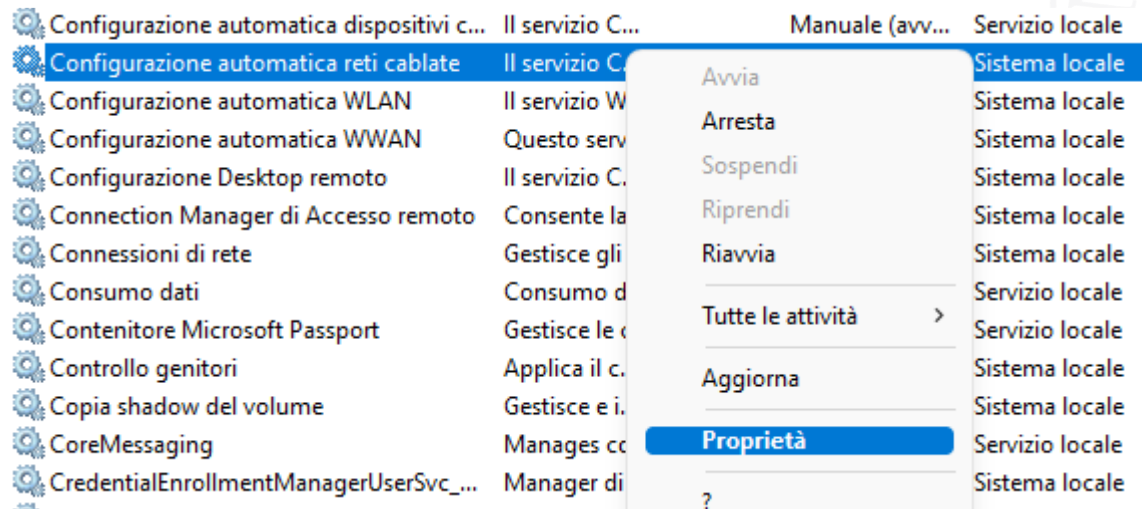 Configurazione automatica dispositivi c... Il servizio C... Manuale (avv... Servizio locale
Configurazione automatica reti cablate Il servizio C. Sistema locale
Avvia
Configurazione automatica WLAN Il servizio W Sistema locale
Arresta
Configurazione automatica WWAN Questo serv Sistema locale
Sospendi
Configurazione Desktop remoto Il servizio C. Sistema locale
Riprendi
Connection Manager di Accesso remoto Consente la Sistema locale
Riavvia
Connessioni di rete Gestisce gli Sistema locale
Consumo dati Consumo d Servizio locale
Tutte le attività >
Contenitore Microsoft Passport Gestisce le c Servizio locale
Controllo genitori Applica il c. Sistema locale
Aggiorna
Copia shadow del volume Gestisce e i. Sistema locale
Proprietà
CoreMessaging Manages co Servizio locale
CredentialEnrollmentManagerUserSvc_... Manager di Sistema locale
?